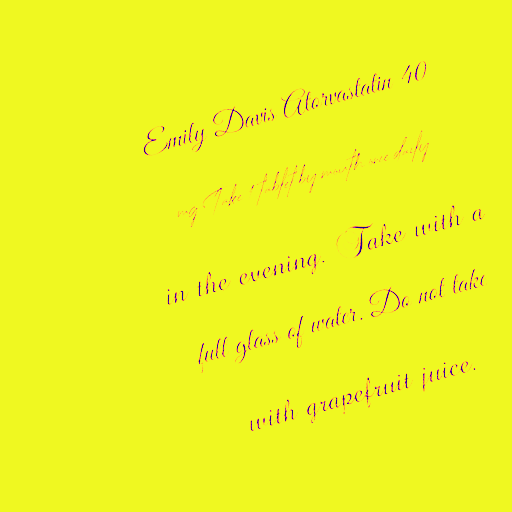 Emily Davis Atorvastatin 40
mg. Take 1 tablet by mouth once daily
in the evening. Take with a
full glass of water. Do not take
with grapefruit juice.